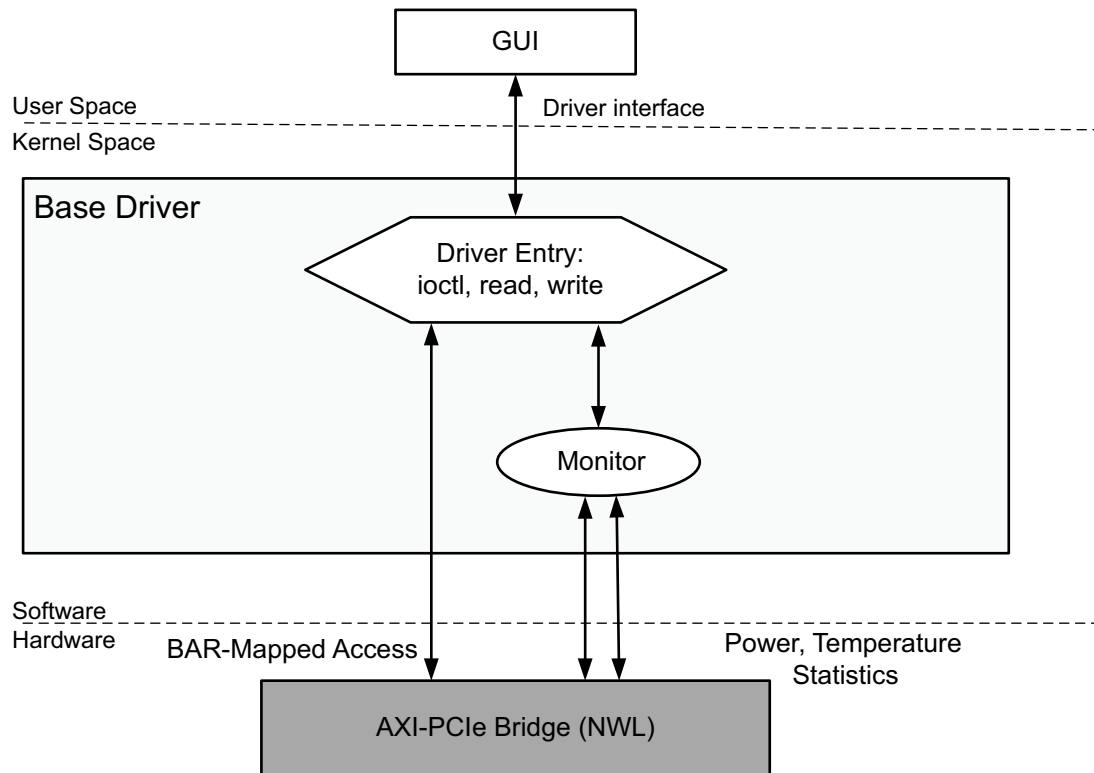 GUI
User Space
Driver interface
Kernel Space
Base Driver
Driver Entry:
ioctl, read, write
Monitor
Software
Hardware
BAR-Mapped Access
Power, Temperature
Statistics
AXI-PCIe Bridge (NWL)